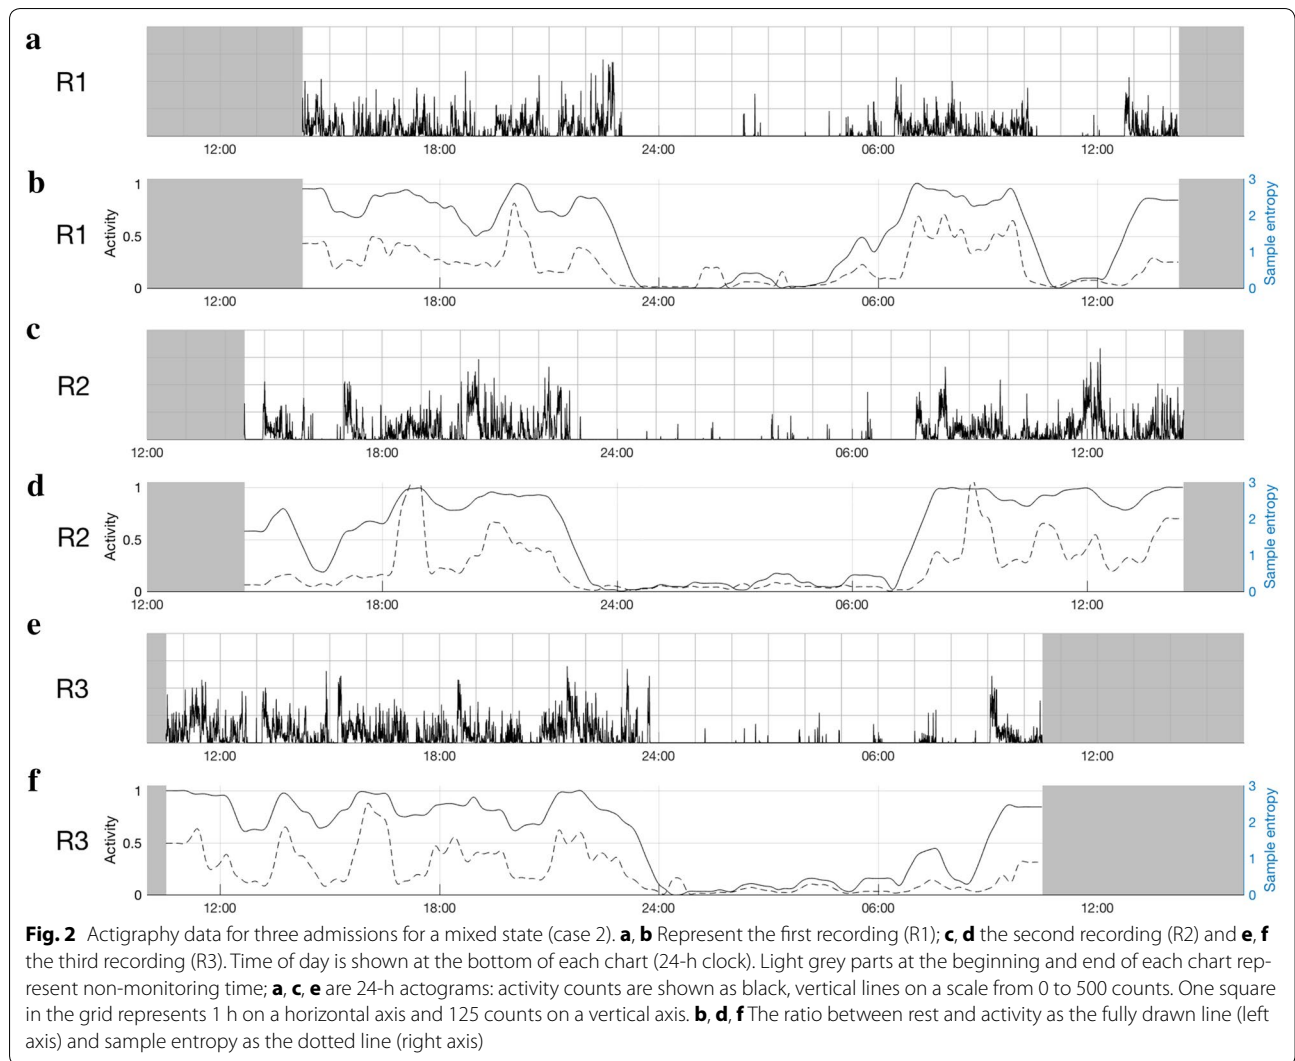 a
R1
12:00 18:00 24:00 06:00 12:00
b
R1
Activity
1
0.5
0
3
2
1
0
Sample entropy
12:00 18:00 24:00 06:00 12:00
c
R2
12:00 18:00 24:00 06:00 12:00
d
R2
Activity
1
0.5
0
3
2
1
0
Sample entropy
12:00 18:00 24:00 06:00 12:00
e
R3
12:00 18:00 24:00 06:00 12:00
f
R3
Activity
1
0.5
0
3
2
1
0
Sample entropy
12:00 18:00 24:00 06:00 12:00
Fig. 2 Actigraphy data for three admissions for a mixed state (case 2). a, b Represent the first recording (R1); c, d the second recording (R2) and e, f
the third recording (R3). Time of day is shown at the bottom of each chart (24-h clock). Light grey parts at the beginning and end of each chart rep-
resent non-monitoring time; a, c, e are 24-h actograms: activity counts are shown as black, vertical lines on a scale from 0 to 500 counts. One square
in the grid represents 1 h on a horizontal axis and 125 counts on a vertical axis. b, d, f The ratio between rest and activity as the fully drawn line (left
axis) and sample entropy as the dotted line (right axis)